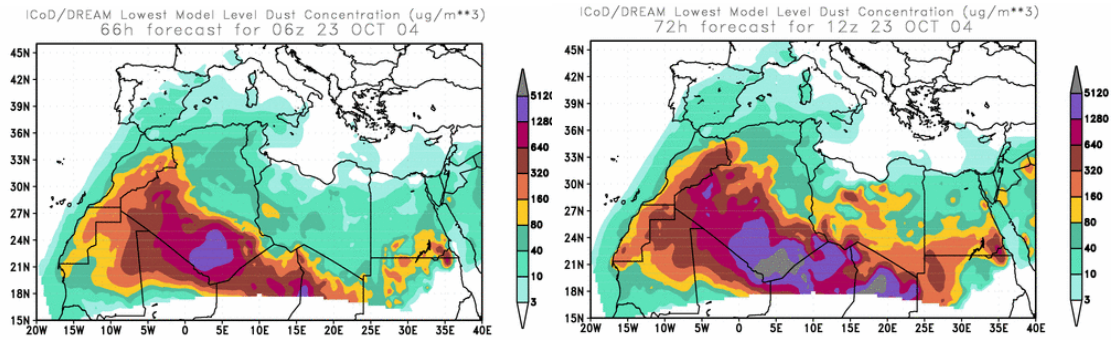 ICoD/DREAM Lowest Model Level Dust Concentration (ug/m**3)
66h forecast for 06z 23 OCT 04
45N
42N
39N
36N
33N
30N
27N
24N
21N
18N
15N
20W 15W 10W 5W 0 5E 10E 15E 20E 25E 30E 35E 40E
5120
1280
640
320
160
80
40
10
3
ICoD/DREAM Lowest Model Level Dust Concentration (ug/m**3)
72h forecast for 12z 23 OCT 04
45N
42N
39N
36N
33N
30N
27N
24N
21N
18N
15N
20W 15W 10W 5W 0 5E 10E 15E 20E 25E 30E 35E 40E
5120
1280
640
320
160
80
40
10
3